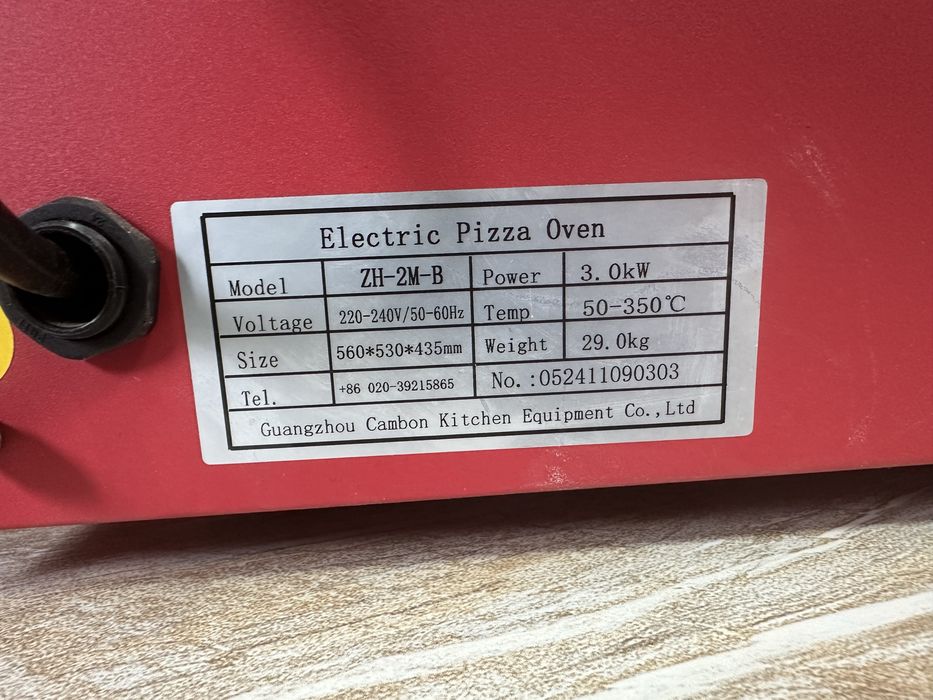 Electric Pizza Oven
Model ZH-2M-B Power 3.0kW
Voltage 220-240V/50-60Hz Temp 50-350℃
Size 560*530*435mm Weight 29.0kg
Tel. +86 020-39215865 No.:052411090303
Guangzhou Cambon Kitchen Equipment Co.,Ltd